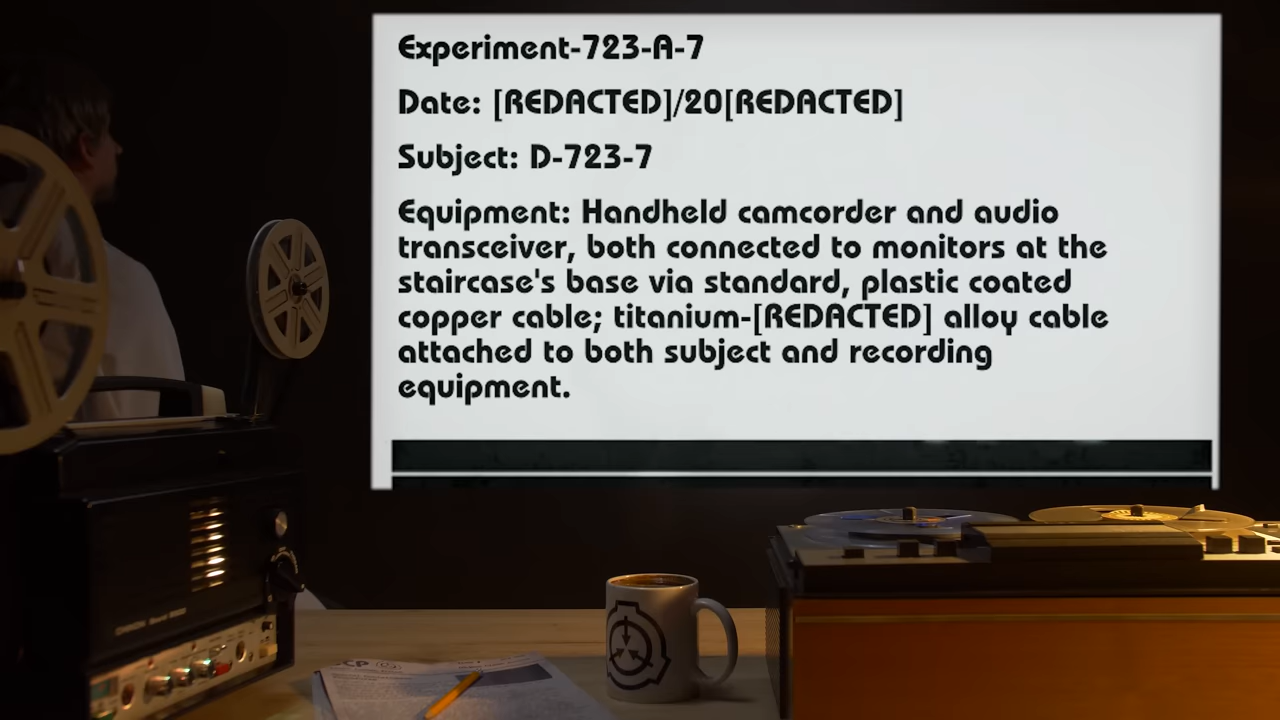 Experiment-723-A-7
Date: [REDACTED]/20[REDACTED]
Subject: D-723-7
Equipment: Handheld camcorder and audio
transceiver, both connected to monitors at the
staircase's base via standard, plastic coated
copper cable; titanium-[REDACTED] alloy cable
attached to both subject and recording
equipment.